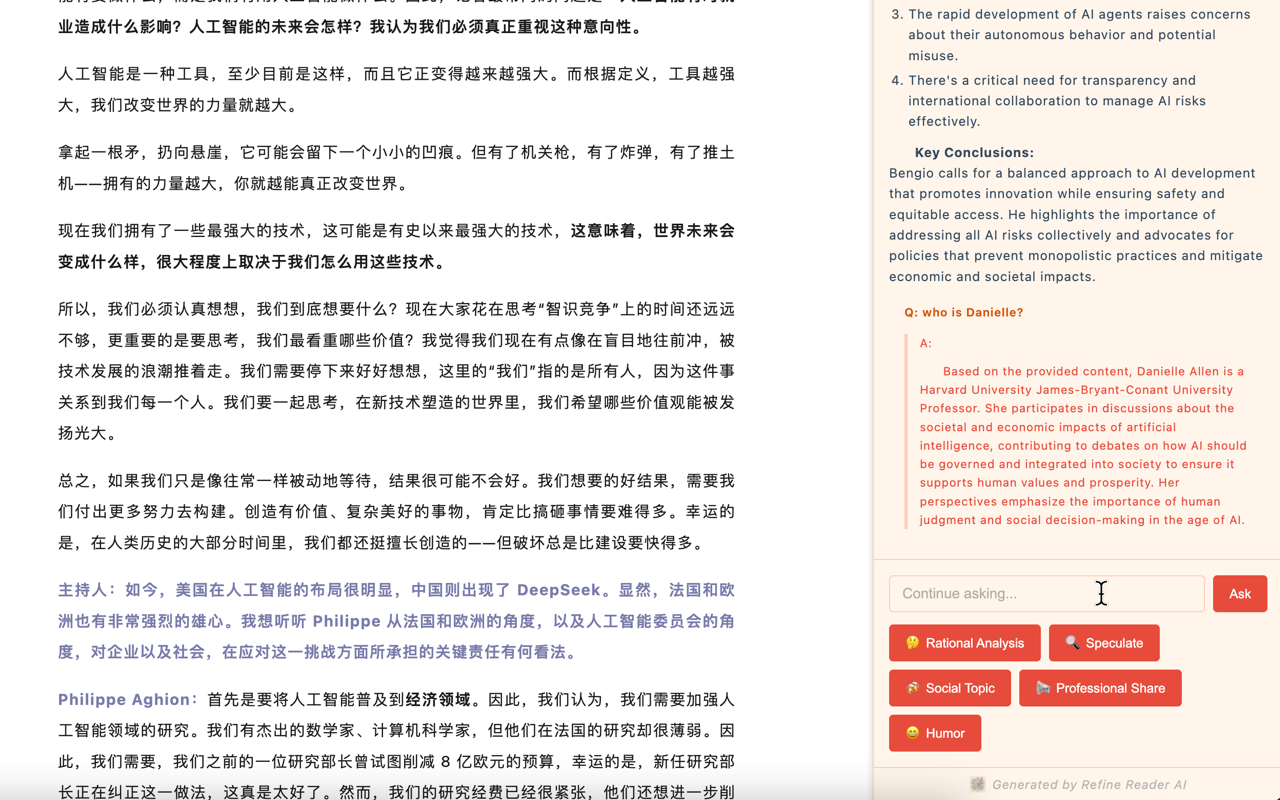 业造成什么影响？人工智能的未来会怎样？我认为我们必须真正重视这种意向性。
人工智能是一种工具，至少目前是这样，而且它正变得越来越强大。而根据定义，工具越强
大，我们改变世界的力量就越大。
拿起一根矛，扔向悬崖，它可能会留下一个小小的凹痕。但有了机关枪，有了炸弹，有了推土
机——拥有的力量越大，你就越能真正改变世界。
现在我们拥有了一些最强大的技术，这可能是有史以来最强大的技术，这意味着，世界未来会
变成什么样，很大程度上取决于我们怎么用这些技术。
所以，我们必须认真想想，我们到底想要什么？现在大家花在思考“智识竞争”上的时间还远远
不够，更重要的是要思考，我们最看重哪些价值？我觉得我们现在有点像在盲目地往前冲，被
技术发展的浪潮推着走。我们需要停下来好好想想，这里的“我们”指的是所有人，因为这件事
关系到我们每一个人。我们要一起思考，在新技术塑造的世界里，我们希望哪些价值观能被发
扬光大。
总之，如果我们只是像往常一样被动地等待，结果很可能不会好。我们想要的好结果，需要我
们付出更多努力去构建。创造有价值、复杂美好的事物，肯定比搞砸事情要难得多。幸运的
是，在人类历史的大部分时间里，我们都还挺擅长创造的——但破坏总是比建设要快得多。
主持人：如今，美国在人工智能的布局很明显，中国则出现了 DeepSeek。显然，法国和欧
洲也有非常强烈的雄心。我想听听 Philippe 从法国和欧洲的角度，以及人工智能委员会的角
度，对企业以及社会，在应对这一挑战方面所承担的关键责任有何看法。
Philippe Aghion：首先是要将人工智能普及到经济领域。因此，我们认为，我们需要加强人
工智能领域的研究。我们有杰出的数学家、计算机科学家，但他们在法国的研究却很薄弱。因
此，我们需要，我们之前的一位研究部长曾试图削减 8 亿欧元的预算，幸运的是，新任研究部
长正在纠正这一做法，这真是太好了。然而，我们的研究经费已经很紧张，他们还想进一步削
3. The rapid development of AI agents raises concerns
about their autonomous behavior and potential
misuse.
4. There's a critical need for transparency and
international collaboration to manage AI risks
effectively.
Key Conclusions:
Bengio calls for a balanced approach to AI development
that promotes innovation while ensuring safety and
equitable access. He highlights the importance of
addressing all AI risks collectively and advocates for
policies that prevent monopolistic practices and mitigate
economic and societal impacts.
Q: who is Danielle?
A:
Based on the provided content, Danielle Allen is a
Harvard University James-Bryant-Conant University
Professor. She participates in discussions about the
societal and economic impacts of artificial
intelligence, contributing to debates on how AI should
be governed and integrated into society to ensure it
supports human values and prosperity. Her
perspectives emphasize the importance of human
judgment and social decision-making in the age of AI.
Continue asking...
Ask
🤔 Rational Analysis
🔍 Speculate
Social Topic
Professional Share
😄 Humor
Generated by Refine Reader AI